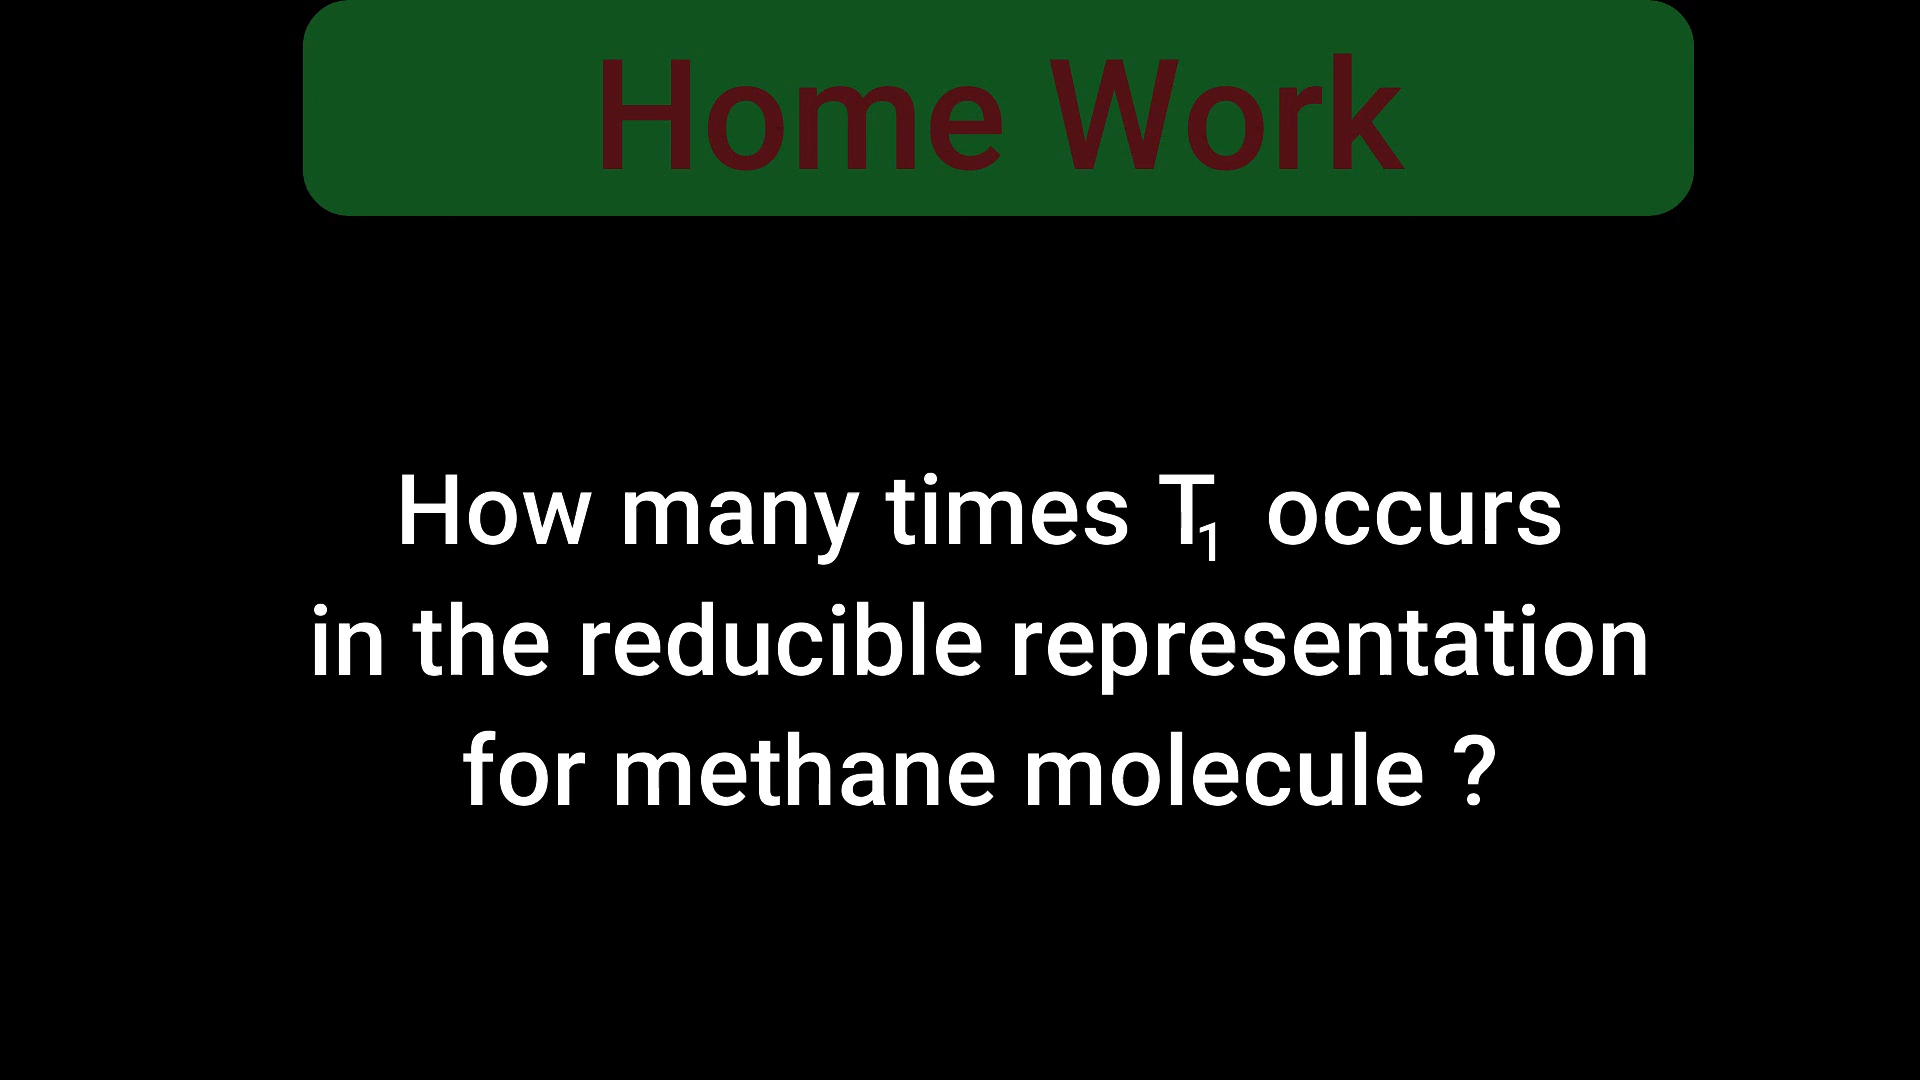 Home Work
How many times T₁ occurs
in the reducible representation
for methane molecule ?